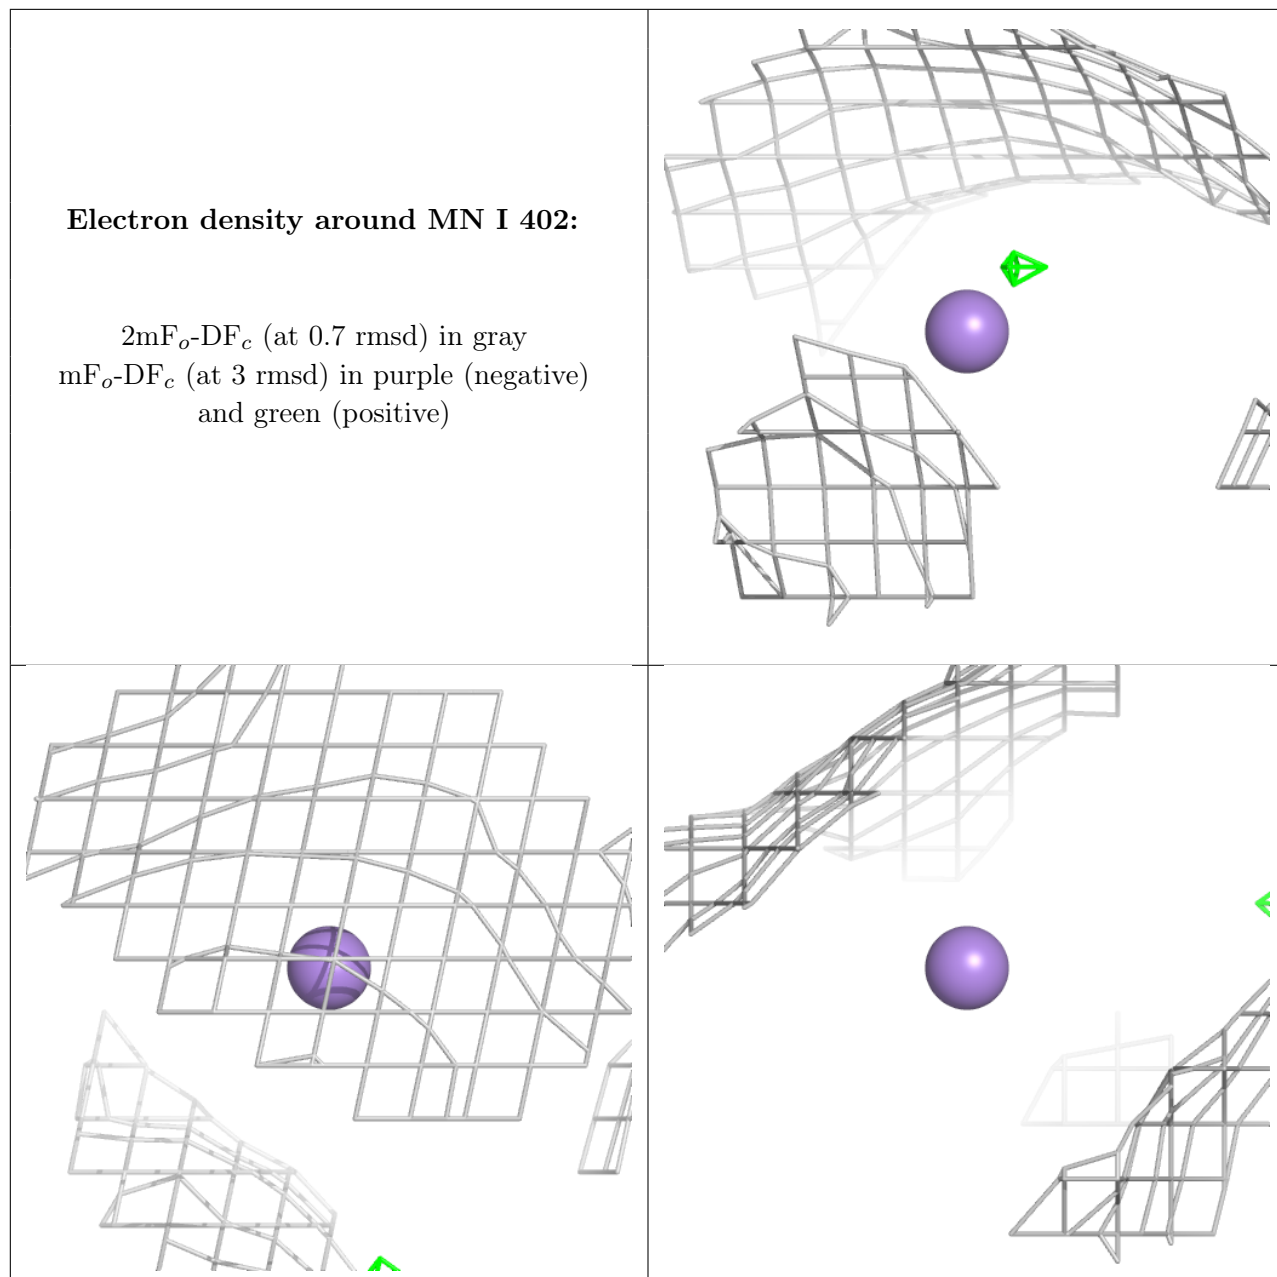 Electron density around MN I 402:
2mFo-DFc (at 0.7 rmsd) in gray
mFo-DFc (at 3 rmsd) in purple (negative)
and green (positive)